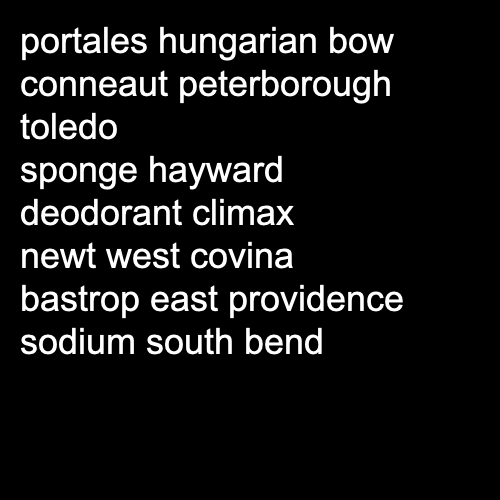 portales hungarian bow
conneaut peterborough
toledo
sponge hayward
deodorant climax
newt west covina
bastrop east providence
sodium south bend